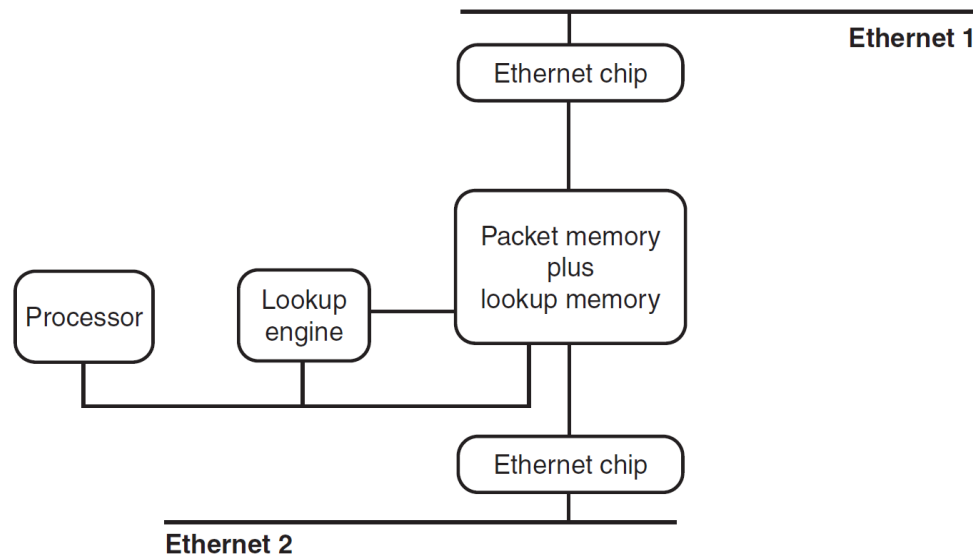 Ethernet 1
Ethernet chip
Packet memory
plus
lookup memory
Processor
Lookup
engine
Ethernet chip
Ethernet 2